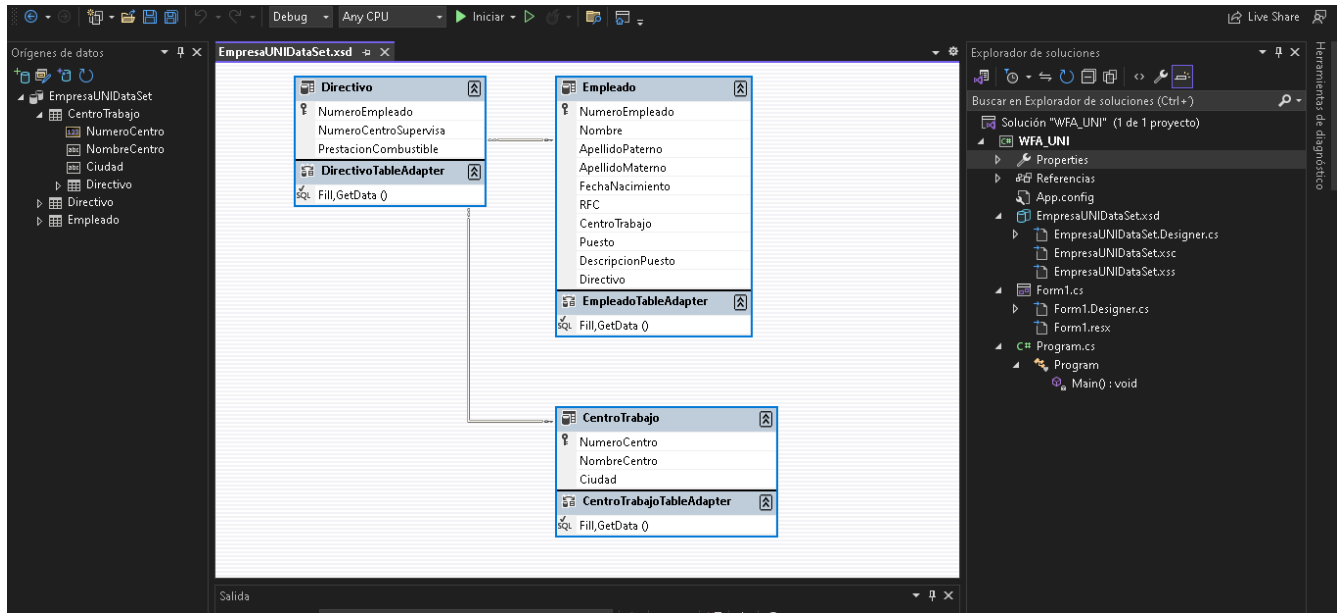 Debug
Any CPU
Iniciar
Live Share
Orígenes de datos
EmpresaUNIDataSet
CentroTrabajo
NumeroCentro
NombreCentro
Ciudad
Directivo
Directivo
Empleado
EmpresaUNIDataSet.xsd
Directivo
NumeroEmpleado
NumeroCentroSupervisa
PrestacionCombustible
DirectivoTableAdapter
SQL Fill,GetData ()
Empleado
NumeroEmpleado
Nombre
ApellidoPaterno
ApellidoMaterno
FechaNacimiento
RFC
CentroTrabajo
Puesto
DescripcionPuesto
Directivo
EmpleadoTableAdapter
SQL Fill,GetData ()
CentroTrabajo
NumeroCentro
NombreCentro
Ciudad
CentroTrabajoTableAdapter
SQL Fill,GetData ()
Salida
Explorador de soluciones
Buscar en Explorador de soluciones (Ctrl+´)
Solución "WFA_UNI" (1 de 1 proyecto)
C# WFA_UNI
Properties
Referencias
App.config
EmpresaUNIDataSet.xsd
EmpresaUNIDataSet.Designer.cs
EmpresaUNIDataSet.xsc
EmpresaUNIDataSet.xss
Form1.cs
Form1.Designer.cs
Form1.resx
C# Program.cs
Program
Main() : void
Herramientas de diagnóstico